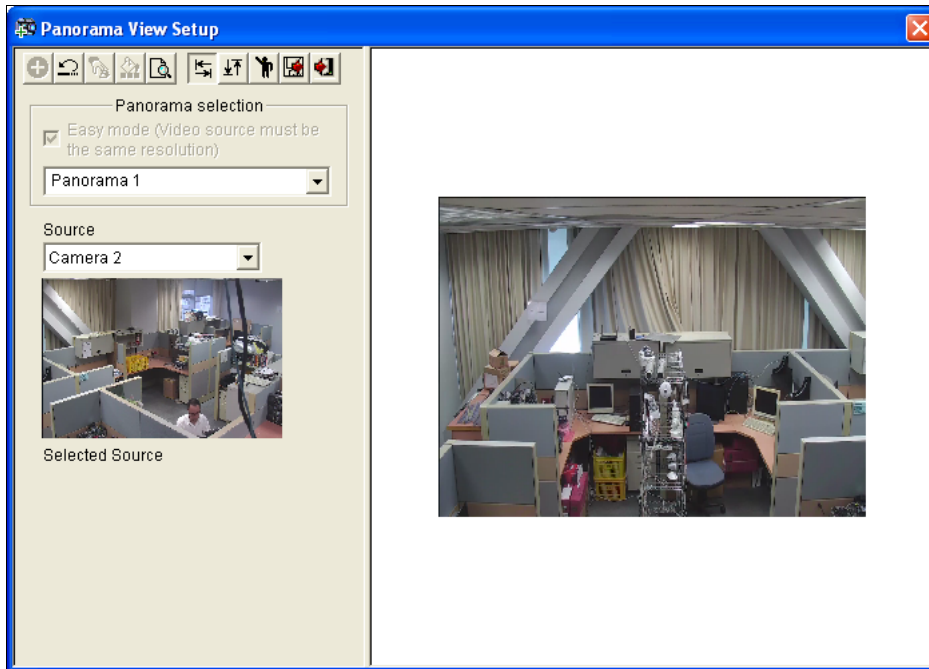 Panorama View Setup
Panorama selection
Easy mode (Video source must be
the same resolution)
Panorama 1
Source
Camera 2
Selected Source